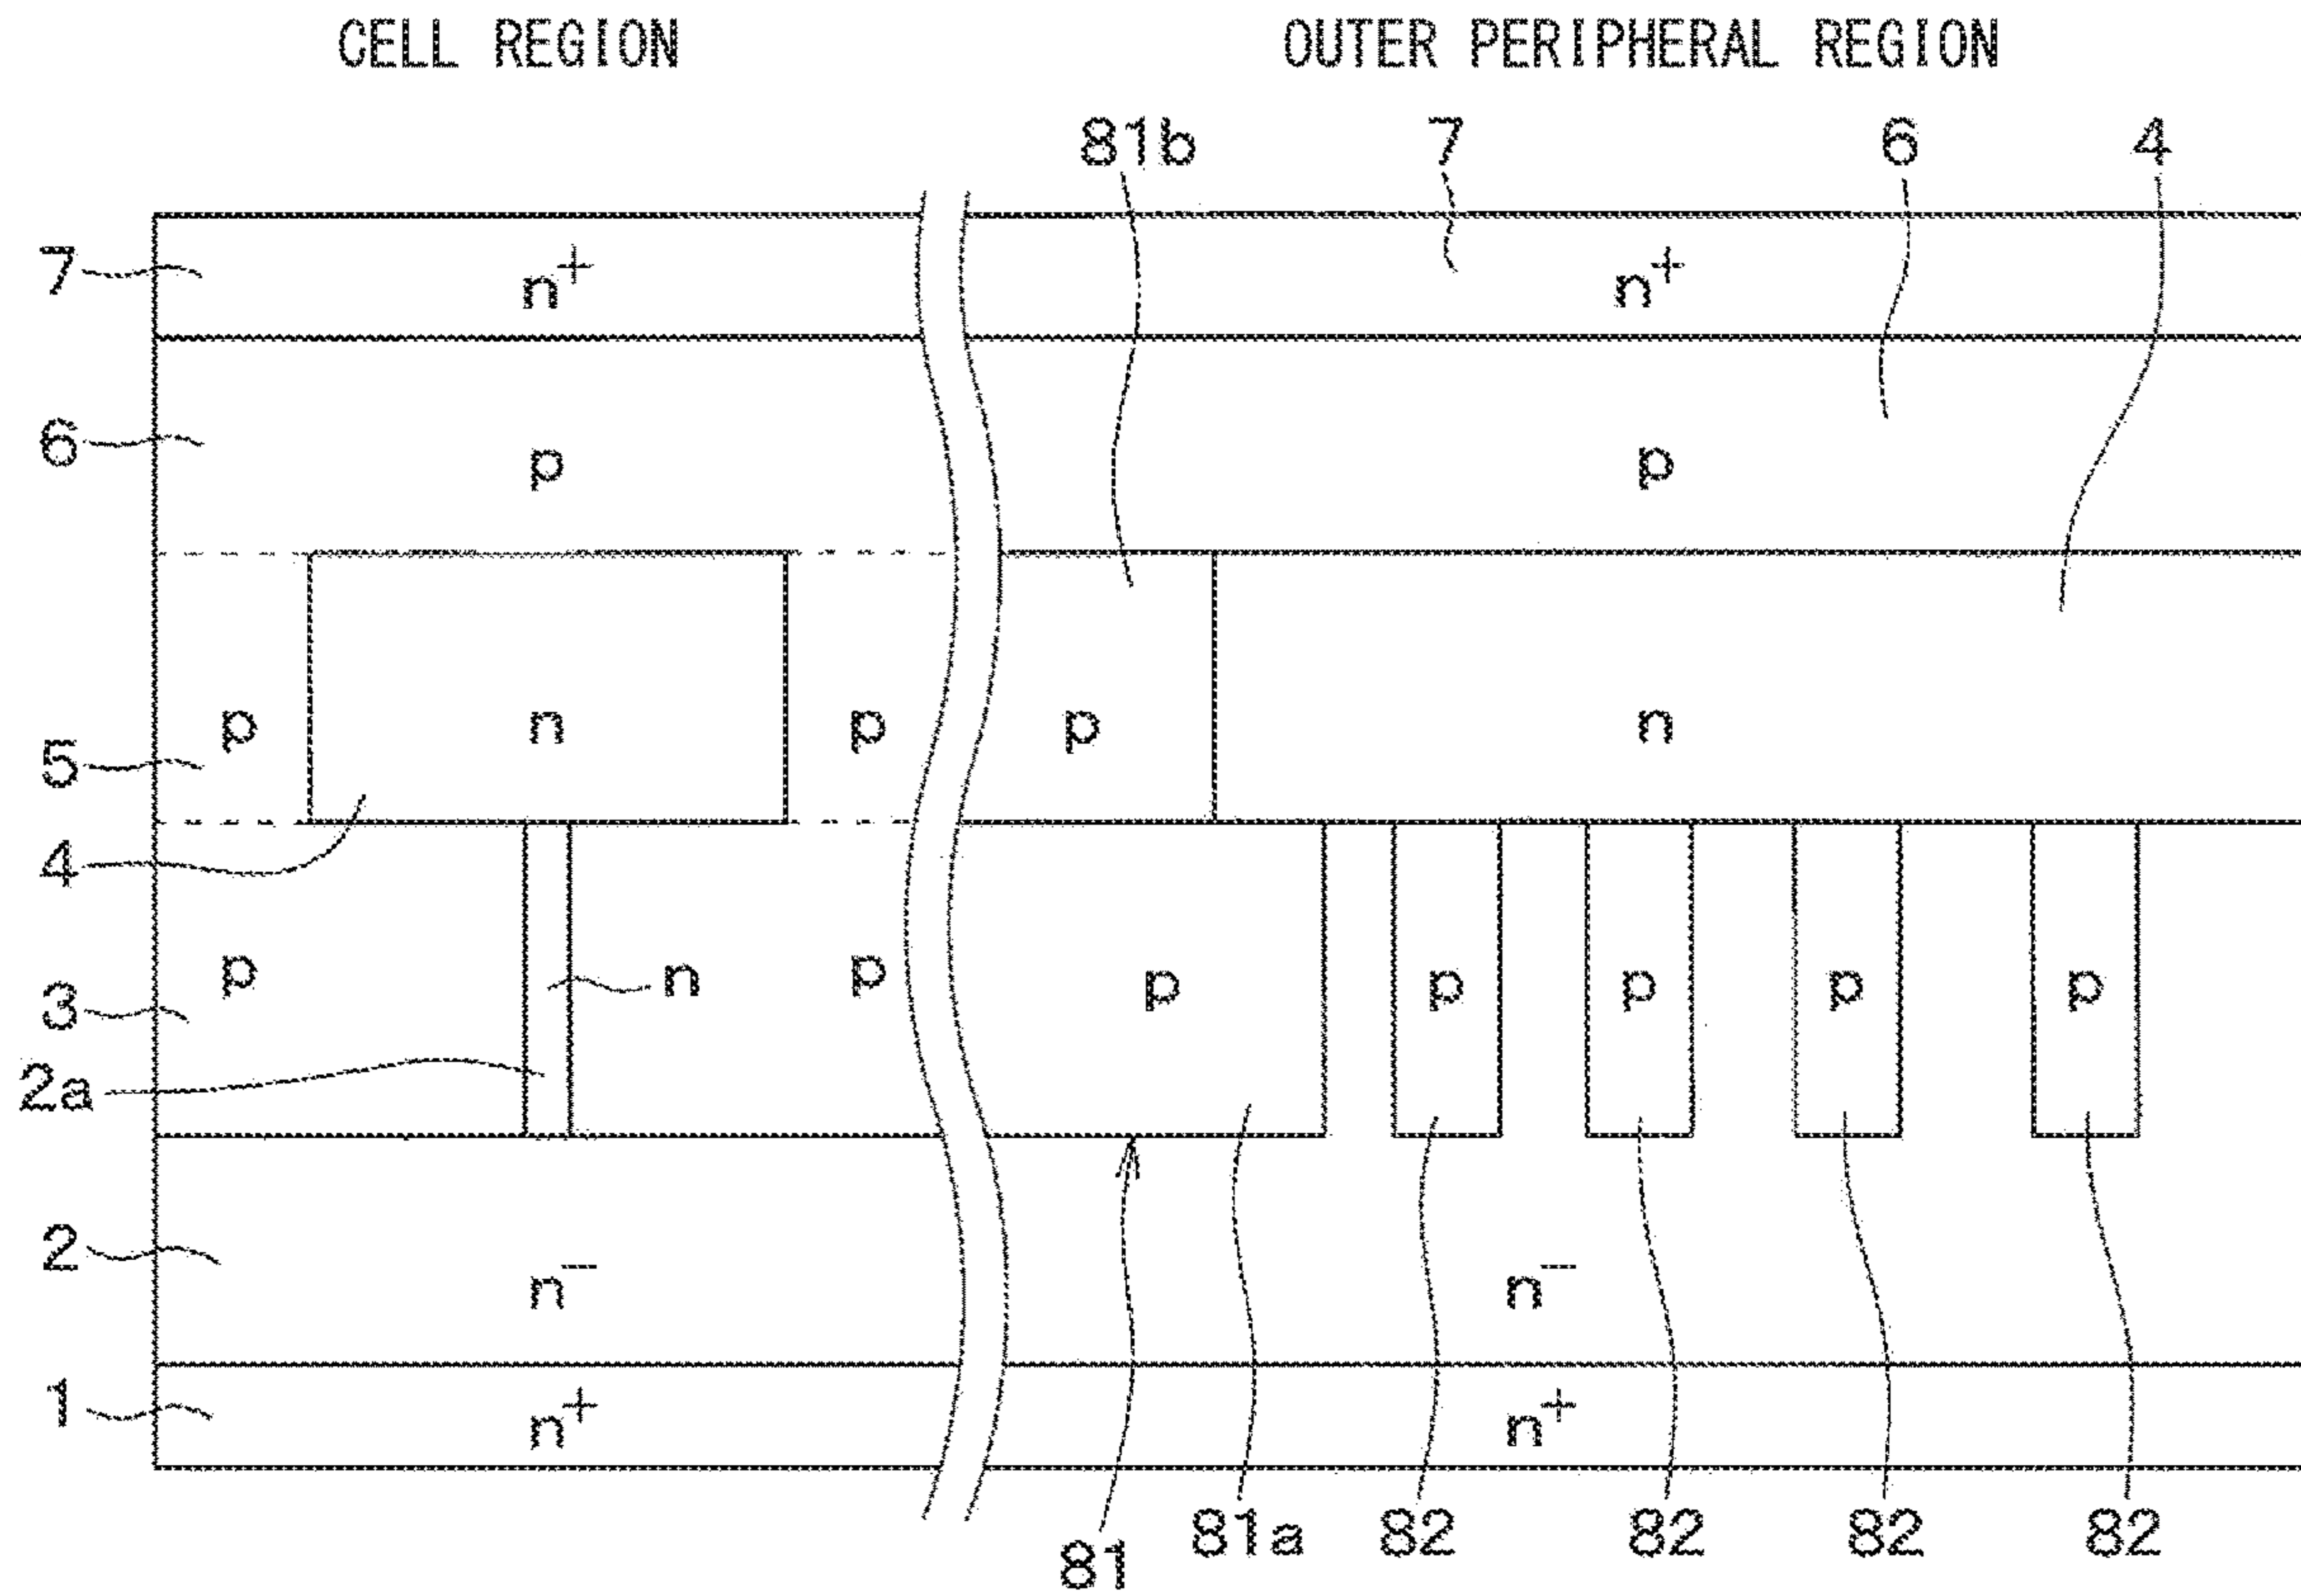 CELL REGION OUTER PERIPHERAL REGION
81b 7 6 4
7 n+ n+
6 p p
5 p n p p n
4
3 p n p p p p p p
2a
2 n− n−
1 n+ n+
81 81a 82 82 82 82